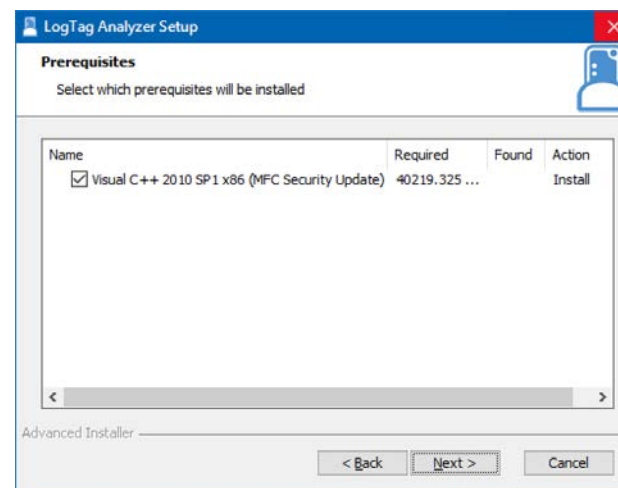 LogTag Analyzer Setup
Prerequisites
Select which prerequisites will be installed
Name Required Found Action
Visual C++ 2010 SP1 x86 (MFC Security Update) 40219.325 ... Install
Advanced Installer
< Back Next > Cancel